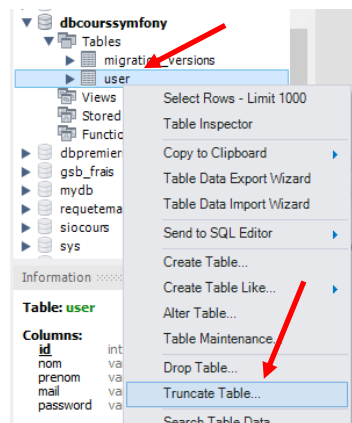 dbcourssymfony
Tables
migration_versions
user
Views
Stored
Functio
dbpremier
gsb_frais
mydb
requetema
siocours
sys
Select Rows - Limit 1000
Table Inspector
Copy to Clipboard
Table Data Export Wizard
Table Data Import Wizard
Send to SQL Editor
Create Table...
Create Table Like...
Alter Table...
Table Maintenance...
Drop Table...
Truncate Table...
Search Table Data
Information
Table: user
Columns:
id int
nom va
prenom va
mail va
password va